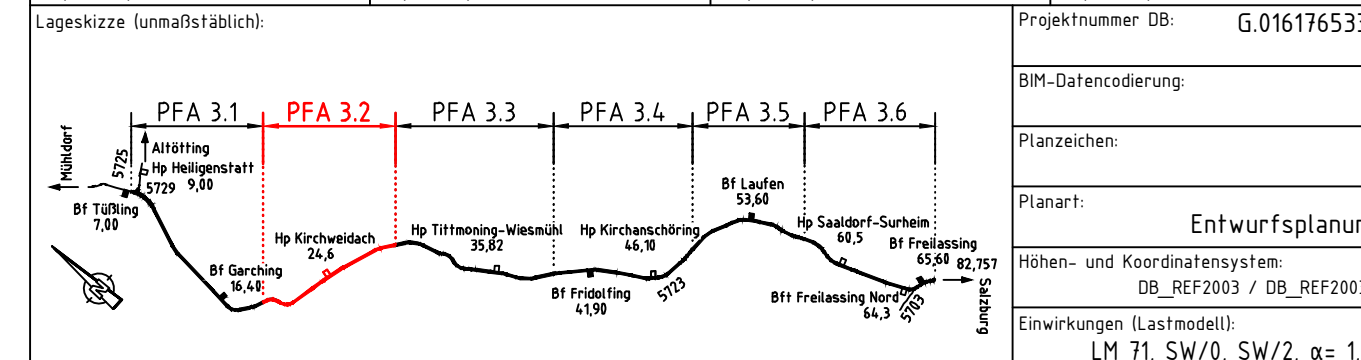 Lageskizze (unmaßstäblich):
PFA 3.1
PFA 3.2
PFA 3.3
PFA 3.4
PFA 3.5
PFA 3.6
Mühldorf
5725
Altötting
Hp Heiligenstatt
9,00
5729
Bf Tüßling
7,00
Bf Garching
16,40
Hp Kirchweidach
24,6
Hp Tittmoning-Wiesmühl
35,82
Bf Fridolfing
41,90
Hp Kirchanschöring
46,10
5723
Bf Laufen
53,60
Hp Saaldorf-Surheim
60,5
Bft Freilassing Nord
64,3
5703
Bf Freilassing
65,60
82,757
Salzburg
Projektnummer DB:
G.016176533
BIM-Datencodierung:
Planzeichen:
Planart:
Entwurfsplanun
Höhen- und Koordinatensystem:
DB_REF2003 / DB_REF2003
Einwirkungen (Lastmodell):
LM 71, SW/0, SW/2, α= 1,